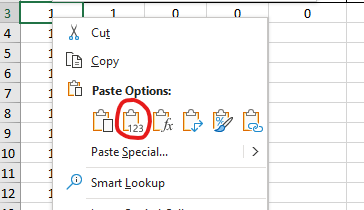 3 1 1 0 0 0
4 1 Cut
5 1
6 1 Copy
7 1 Paste Options:
8 1
9 1 123 fx
10 1 Paste Special... >
11 1
12 1 Smart Lookup